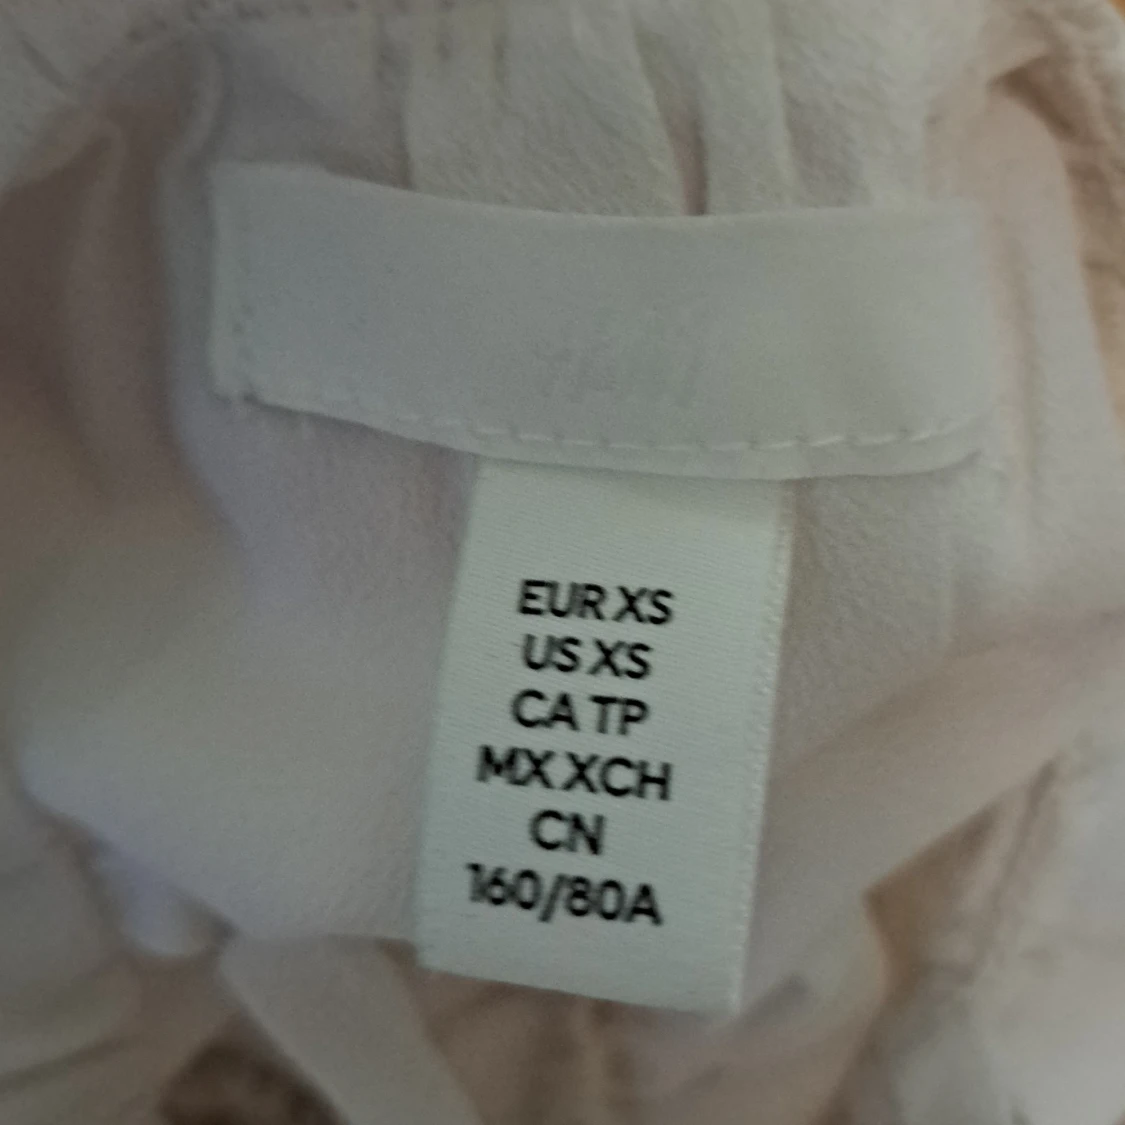 EUR XS
US XS
CA TP
MX XCH
CN
160/80A